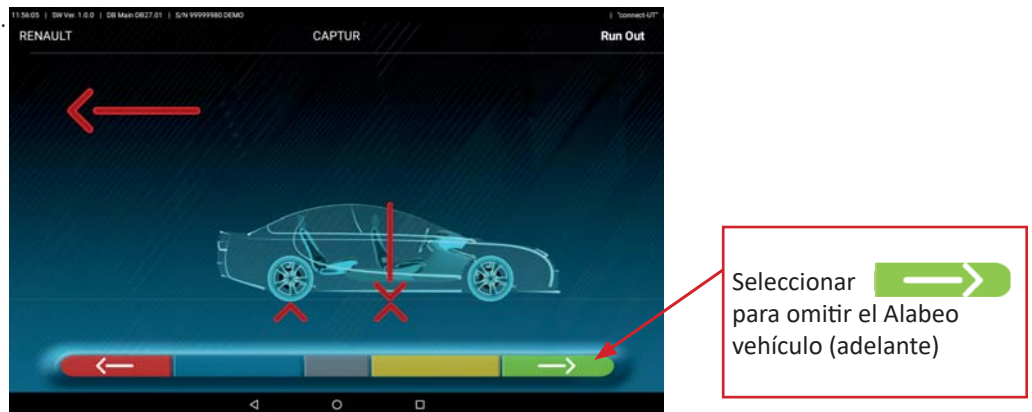 11:56:05 | SW Ver. 1.0.0 | DB Main DB27.01 | S/N 99999980 DEMO | "connect-UT"
RENAULT CAPTUR Run Out
Seleccionar
para omitir el Alabeo
vehículo (adelante)